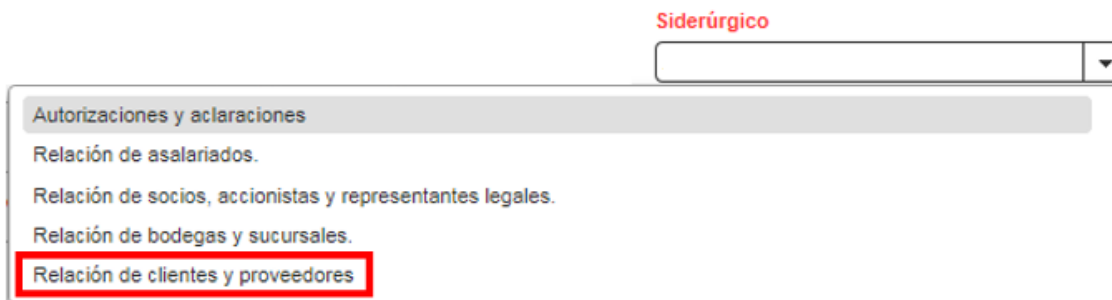 Siderúrgico
Autorizaciones y aclaraciones
Relación de asalariados.
Relación de socios, accionistas y representantes legales.
Relación de bodegas y sucursales.
Relación de clientes y proveedores